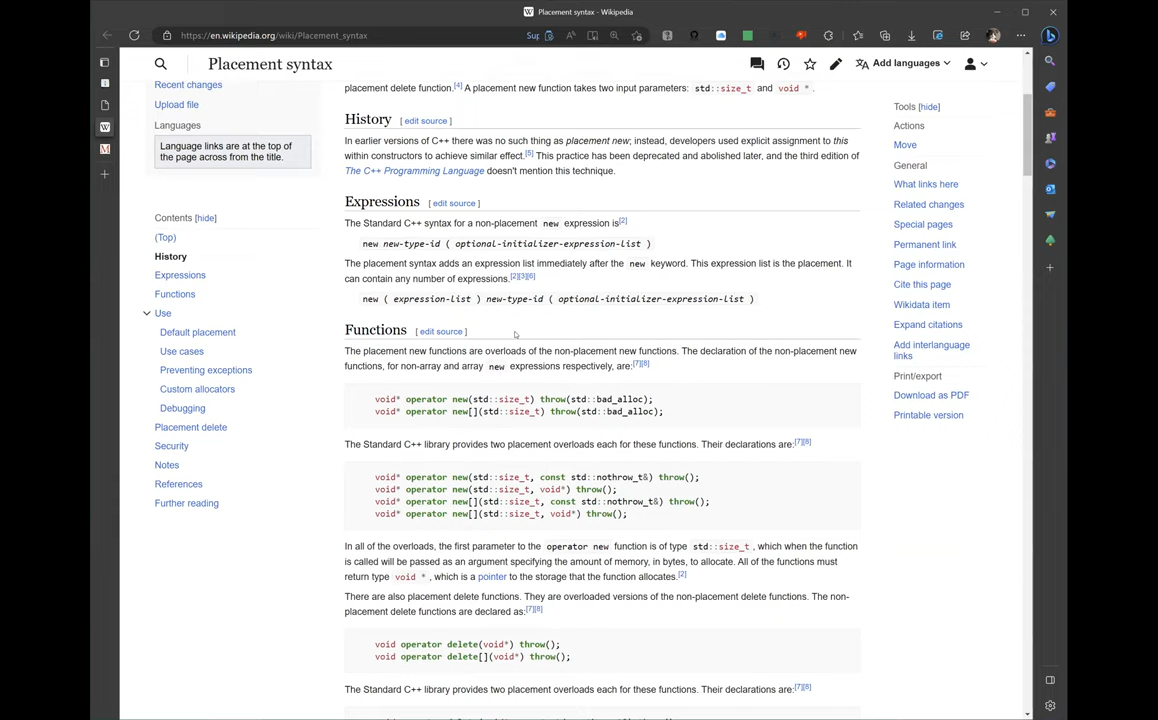 Placement syntax - Wikipedia
https://en.wikipedia.org/wiki/Placement_syntax
Placement syntax
Add languages
Recent changes
Upload file
Languages
Language links are at the top of
the page across from the title.
Contents [hide]
(Top)
History
Expressions
Functions
Use
Default placement
Use cases
Preventing exceptions
Custom allocators
Debugging
Placement delete
Security
Notes
References
Further reading
placement delete function.[4] A placement new function takes two input parameters: std::size_t and void * .
History [ edit source ]
In earlier versions of C++ there was no such thing as placement new; instead, developers used explicit assignment to this
within constructors to achieve similar effect.[5] This practice has been deprecated and abolished later, and the third edition of
The C++ Programming Language doesn't mention this technique.
Expressions [ edit source ]
The Standard C++ syntax for a non-placement new expression is[2]
new new-type-id ( optional-initializer-expression-list )
The placement syntax adds an expression list immediately after the new keyword. This expression list is the placement. It
can contain any number of expressions.[2][3][6]
new ( expression-list ) new-type-id ( optional-initializer-expression-list )
Functions [ edit source ]
The placement new functions are overloads of the non-placement new functions. The declaration of the non-placement new
functions, for non-array and array new expressions respectively, are:[7][8]
void* operator new(std::size_t) throw(std::bad_alloc);
void* operator new[](std::size_t) throw(std::bad_alloc);
The Standard C++ library provides two placement overloads each for these functions. Their declarations are:[7][8]
void* operator new(std::size_t, const std::nothrow_t&) throw();
void* operator new(std::size_t, void*) throw();
void* operator new[](std::size_t, const std::nothrow_t&) throw();
void* operator new[](std::size_t, void*) throw();
In all of the overloads, the first parameter to the operator new function is of type std::size_t , which when the function
is called will be passed as an argument specifying the amount of memory, in bytes, to allocate. All of the functions must
return type void * , which is a pointer to the storage that the function allocates.[2]
There are also placement delete functions. They are overloaded versions of the non-placement delete functions. The non-
placement delete functions are declared as:[7][8]
void operator delete(void*) throw();
void operator delete[](void*) throw();
The Standard C++ library provides two placement overloads each for these functions. Their declarations are:[7][8]
Tools [hide]
Actions
Move
General
What links here
Related changes
Special pages
Permanent link
Page information
Cite this page
Wikidata item
Expand citations
Add interlanguage
links
Print/export
Download as PDF
Printable version